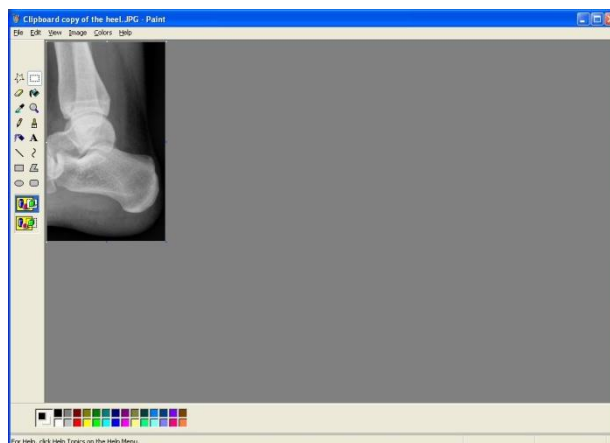 Clipboard copy of the heel.JPG - Paint
File Edit View Image Colors Help
A
For Help, click Help Topics on the Help Menu.